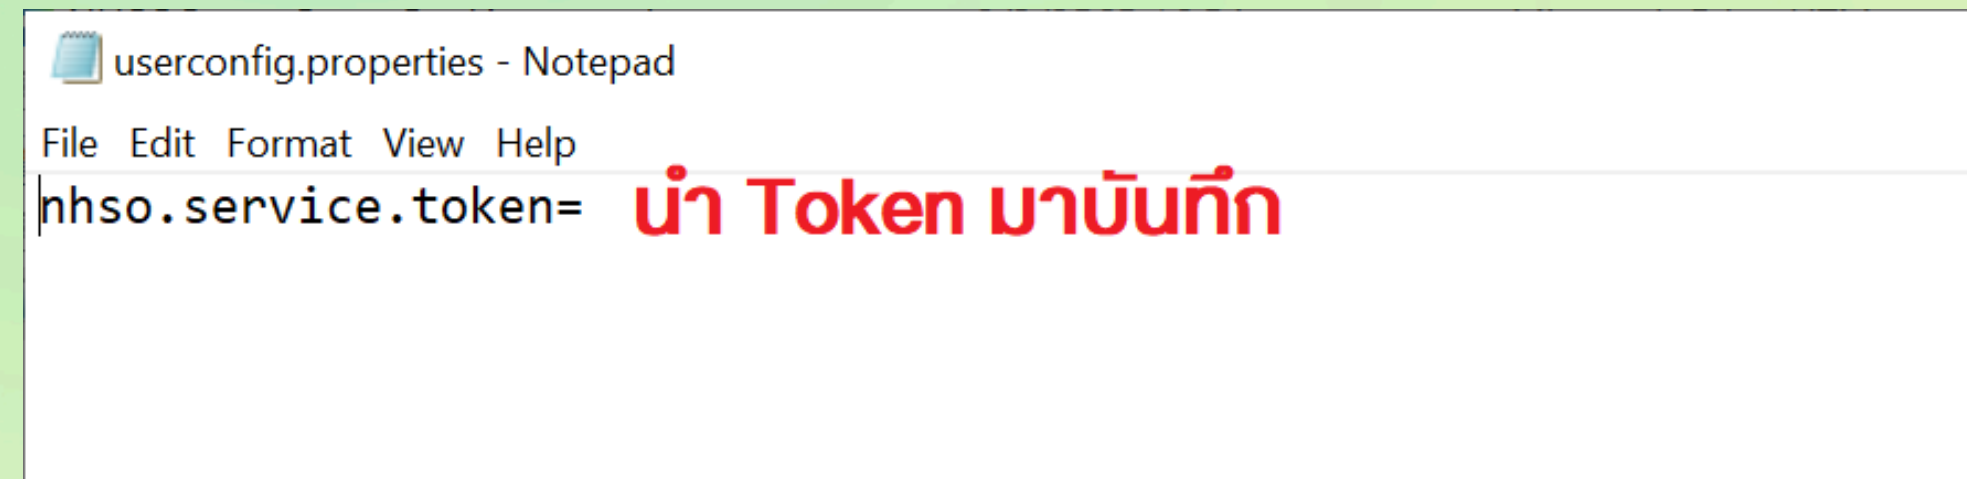 userconfig.properties - Notepad
File Edit Format View Help
nhso.service.token= นำ Token มาบันทึก